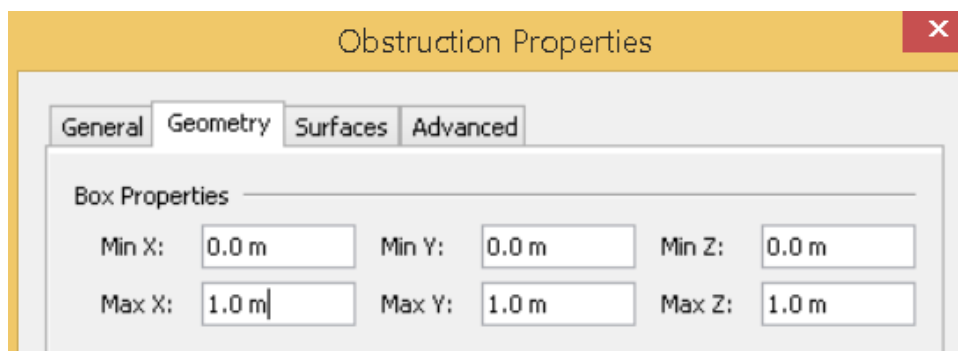 Obstruction Properties
General Geometry Surfaces Advanced
Box Properties
Min X: 0.0 m Min Y: 0.0 m Min Z: 0.0 m
Max X: 1.0 m Max Y: 1.0 m Max Z: 1.0 m